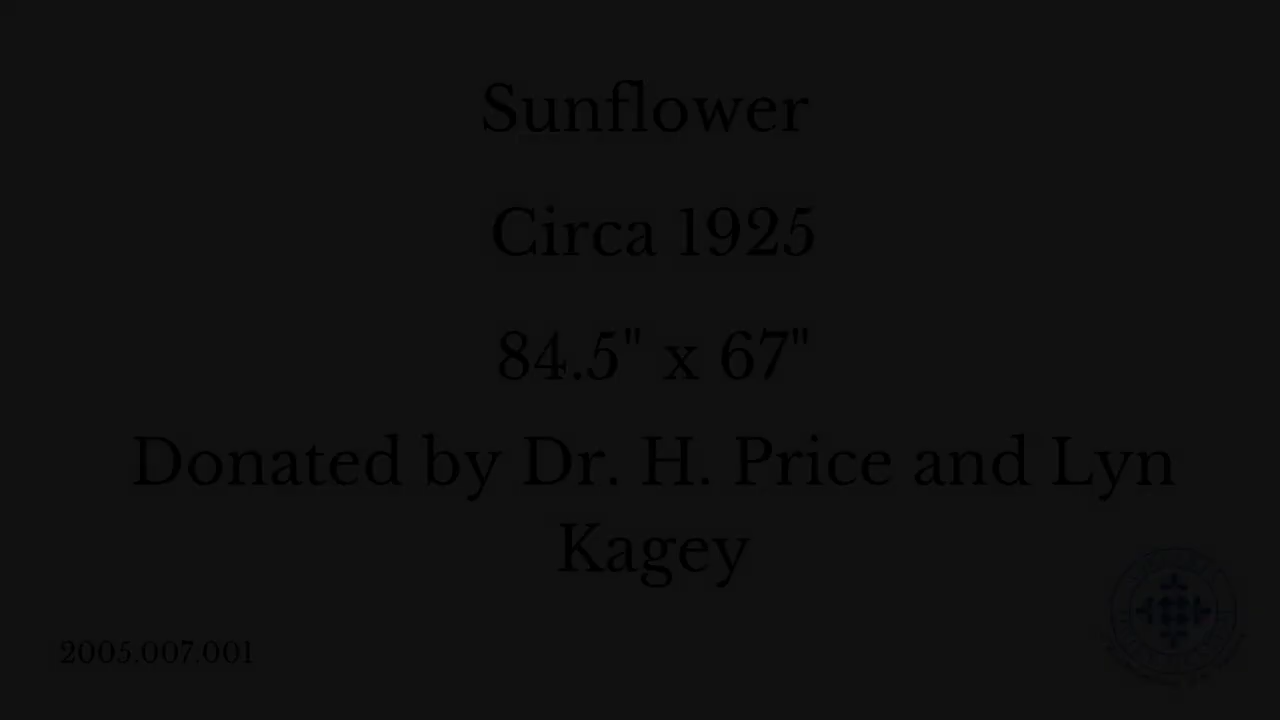 Sunflower
Circa 1925
84.5" x 67"
Donated by Dr. H. Price and Lyn
Kagey
2005.007.001